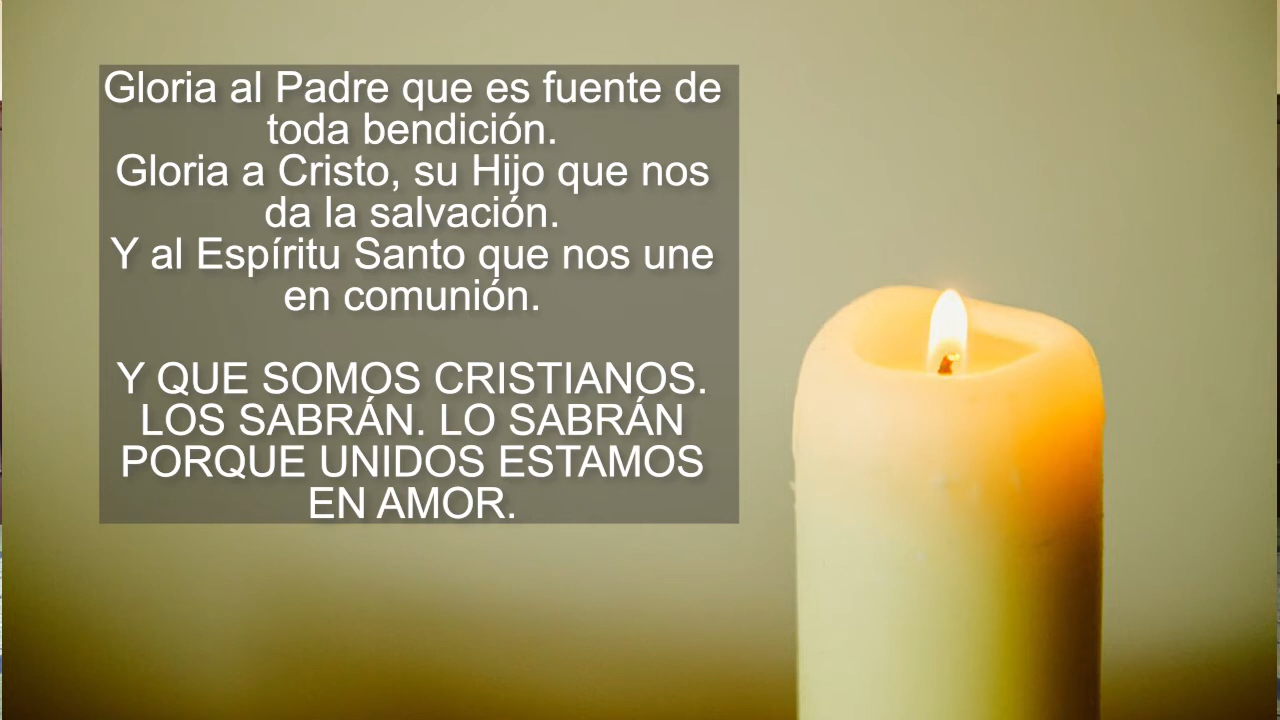 Gloria al Padre que es fuente de
toda bendición.
Gloria a Cristo, su Hijo que nos
da la salvación.
Y al Espíritu Santo que nos une
en comunión.
Y QUE SOMOS CRISTIANOS.
LOS SABRÁN. LO SABRÁN
PORQUE UNIDOS ESTAMOS
EN AMOR.